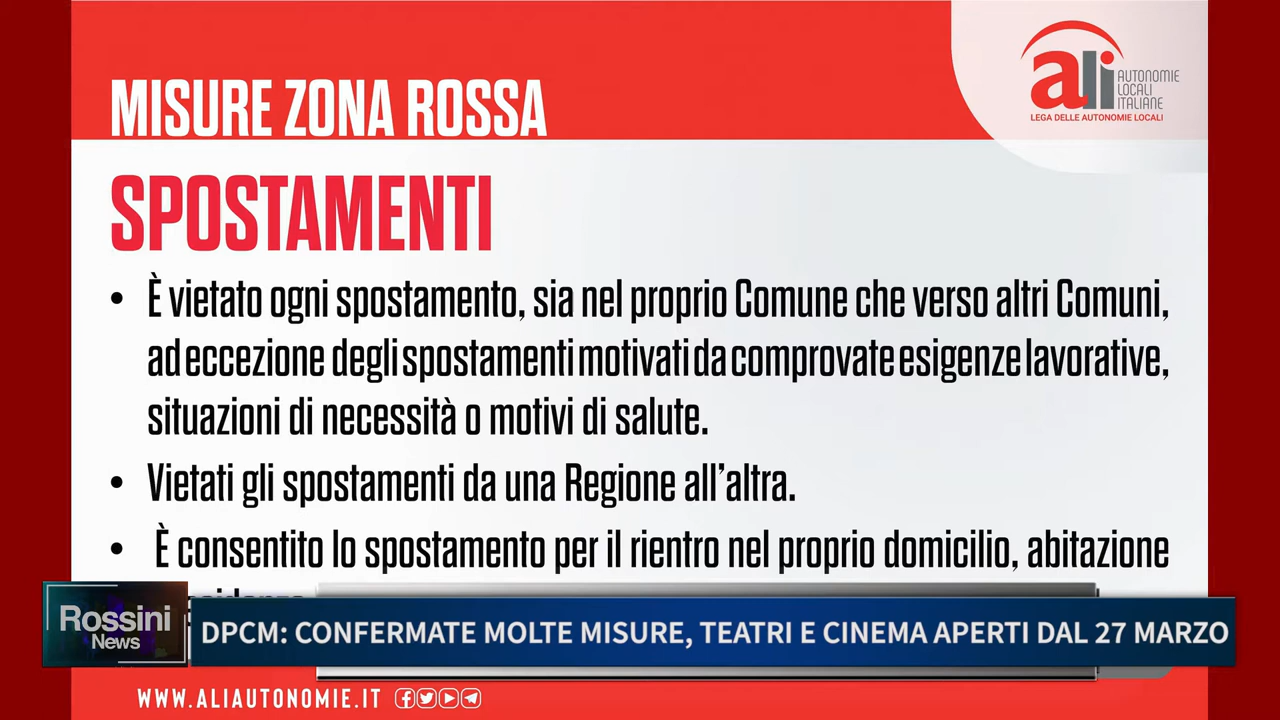 MISURE ZONA ROSSA
ali
AUTONOMIE
LOCALI
ITALIANE
LEGA DELLE AUTONOMIE LOCALI
SPOSTAMENTI
• È vietato ogni spostamento, sia nel proprio Comune che verso altri Comuni,
ad eccezione degli spostamenti motivati da comprovate esigenze lavorative,
situazioni di necessità o motivi di salute.
• Vietati gli spostamenti da una Regione all’altra.
• È consentito lo spostamento per il rientro nel proprio domicilio, abitazione
Rossini
News
DPCM: CONFERMATE MOLTE MISURE, TEATRI E CINEMA APERTI DAL 27 MARZO
WWW.ALIAUTONOMIE.IT